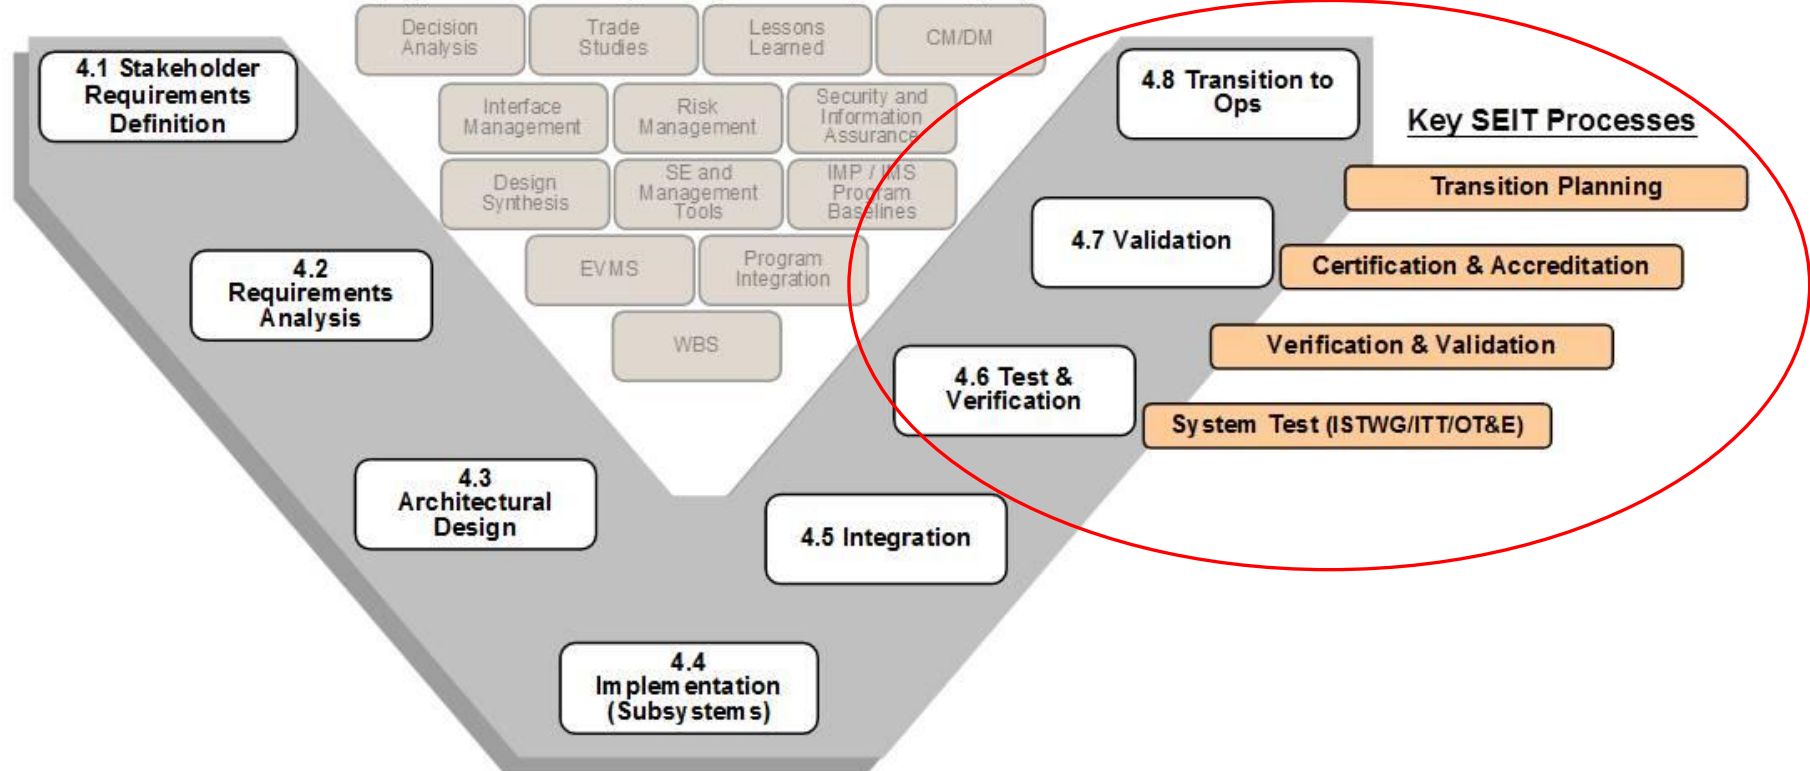 Decision
Analysis
Trade
Studies
Lessons
Learned
CM/DM
4.1 Stakeholder
Requirements
Definition
4.8 Transition to
Ops
Interface
Management
Risk
Management
Security and
Information
Assurance
Key SEIT Processes
Design
Synthesis
SE and
Management
Tools
IMP / IMS
Program
Baselines
Transition Planning
4.7 Validation
4.2
Requirements
Analysis
EVMS
Program
Integration
Certification & Accreditation
WBS
Verification & Validation
4.6 Test &
Verification
System Test (ISTWG/ITT/OT&E)
4.3
Architectural
Design
4.5 Integration
4.4
Implementation
(Subsystems)